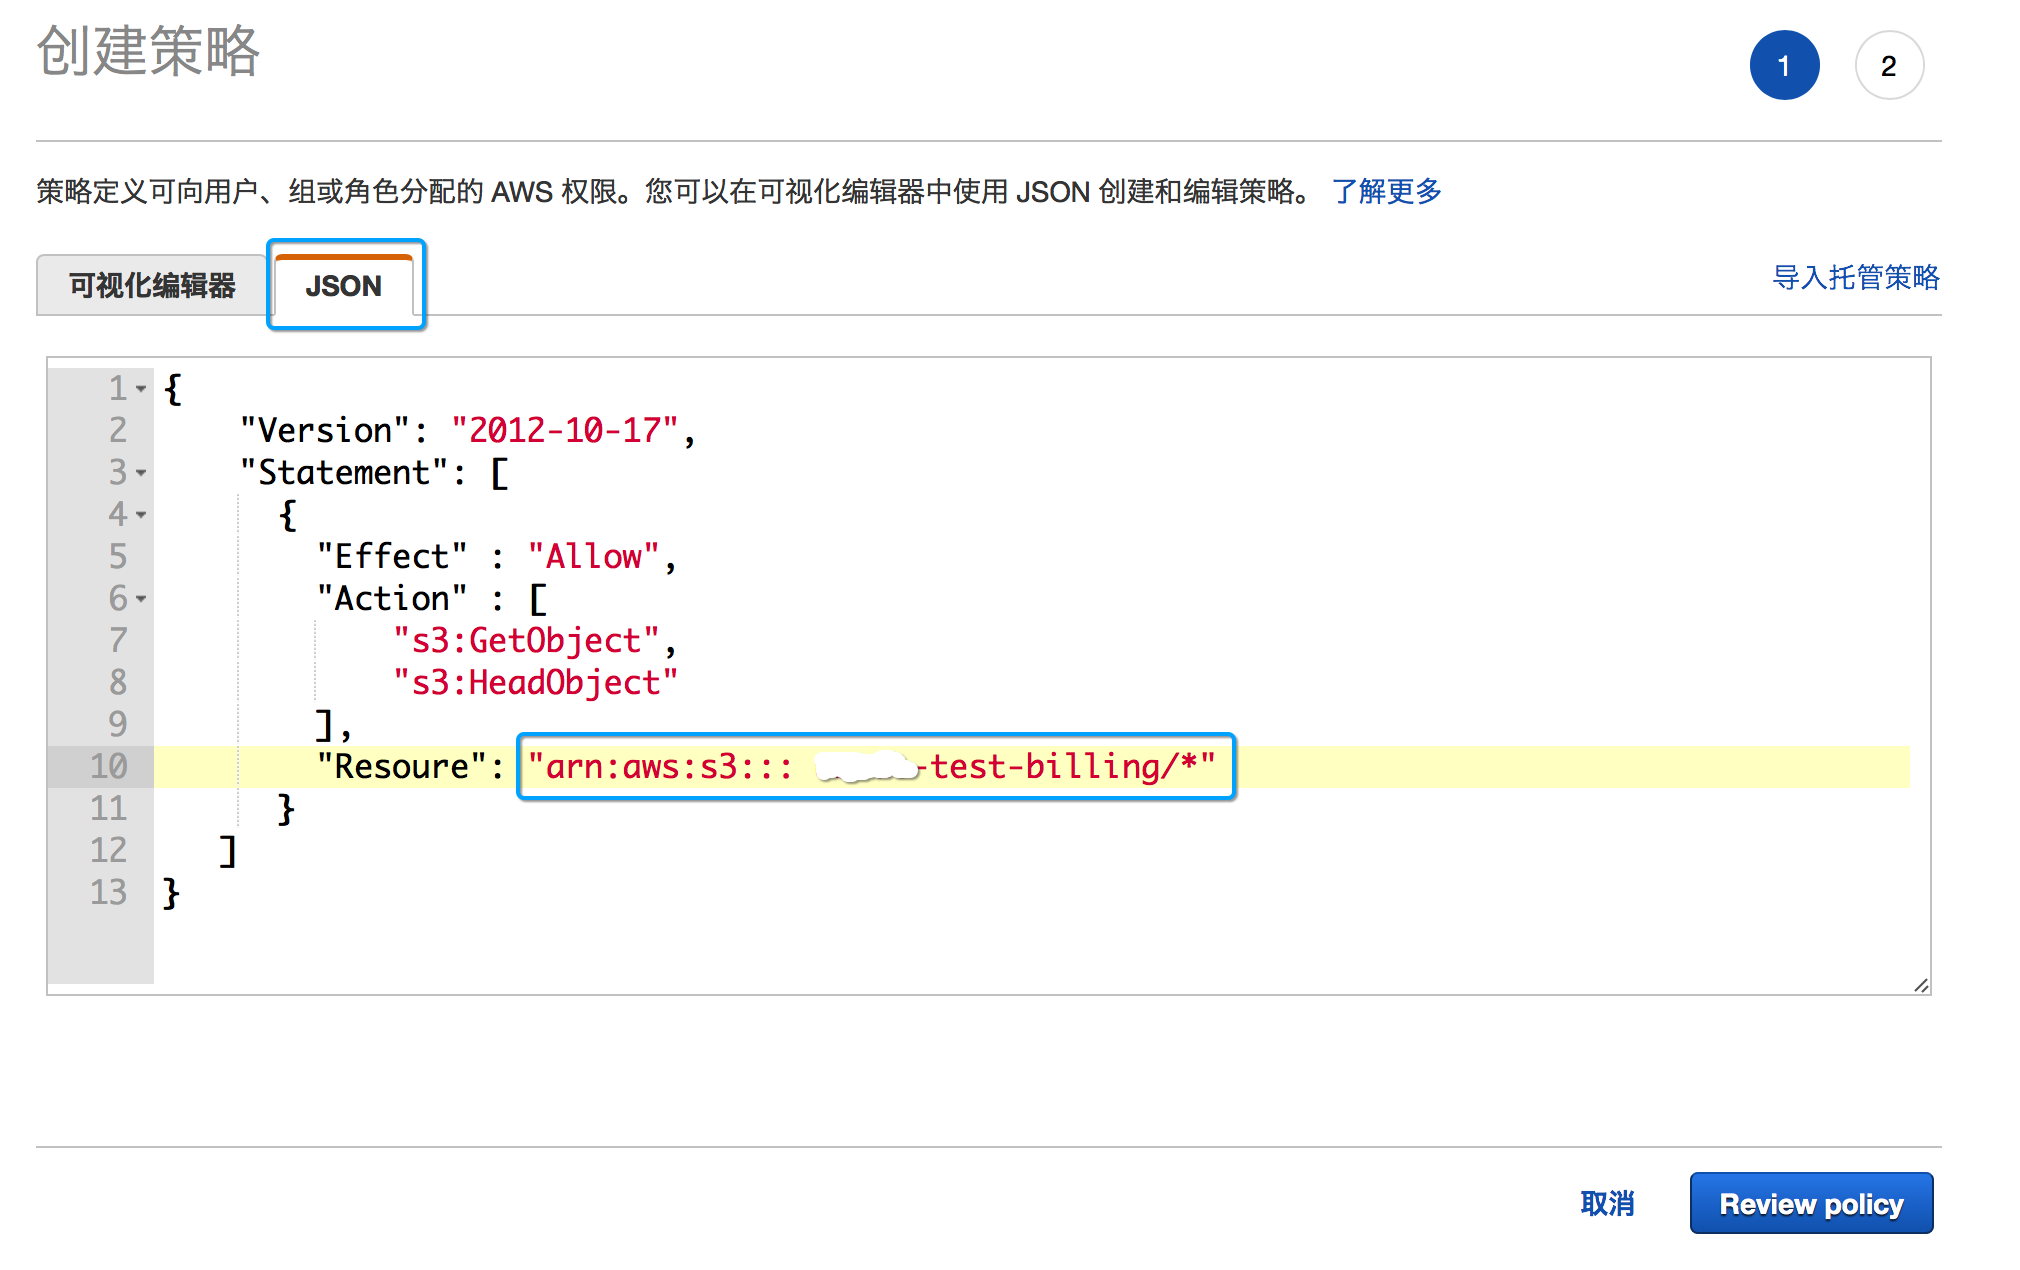 创建策略
1 2
策略定义可向用户、组或角色分配的 AWS 权限。您可以在可视化编辑器中使用 JSON 创建和编辑策略。 了解更多
可视化编辑器 JSON 导入托管策略
1 {
2 "Version": "2012-10-17",
3 "Statement": [
4 {
5 "Effect" : "Allow",
6 "Action" : [
7 "s3:GetObject",
8 "s3:HeadObject"
9 ],
10 "Resoure": "arn:aws:s3::: -test-billing/*"
11 }
12 ]
13 }
取消 Review policy